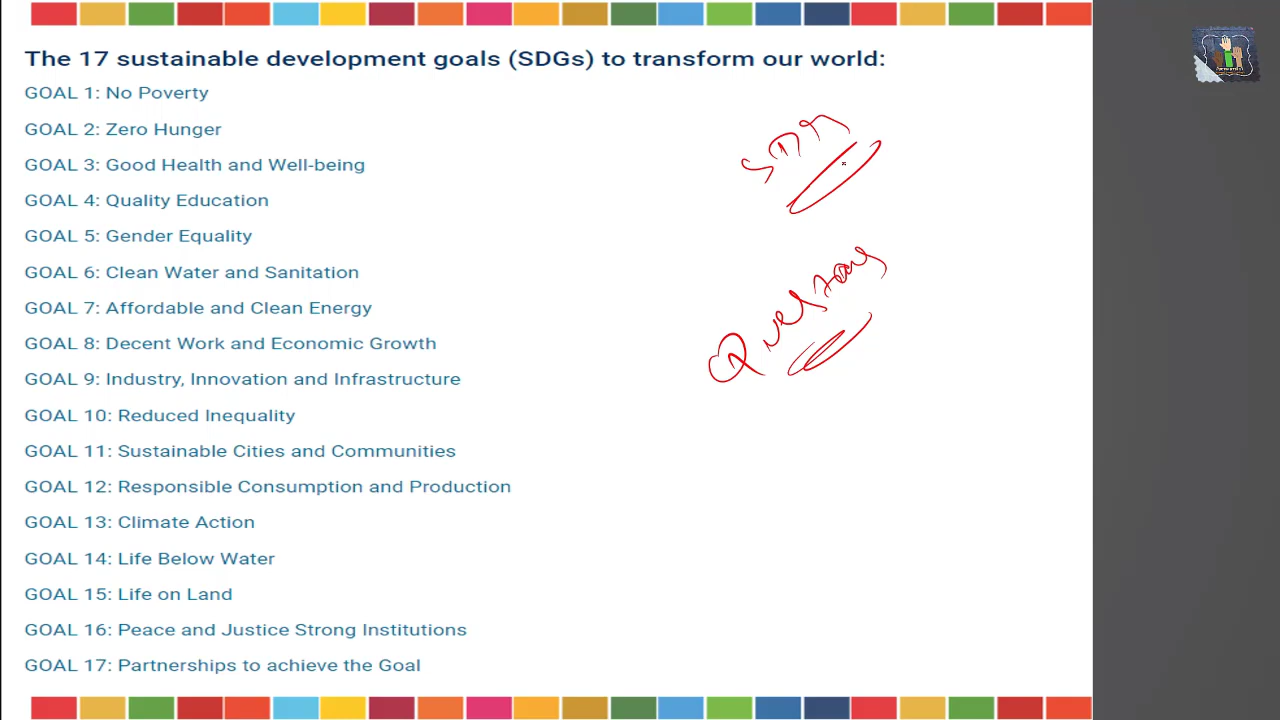 The 17 sustainable development goals (SDGs) to transform our world:
GOAL 1: No Poverty
GOAL 2: Zero Hunger
GOAL 3: Good Health and Well-being
GOAL 4: Quality Education
GOAL 5: Gender Equality
GOAL 6: Clean Water and Sanitation
GOAL 7: Affordable and Clean Energy
GOAL 8: Decent Work and Economic Growth
GOAL 9: Industry, Innovation and Infrastructure
GOAL 10: Reduced Inequality
GOAL 11: Sustainable Cities and Communities
GOAL 12: Responsible Consumption and Production
GOAL 13: Climate Action
GOAL 14: Life Below Water
GOAL 15: Life on Land
GOAL 16: Peace and Justice Strong Institutions
GOAL 17: Partnerships to achieve the Goal